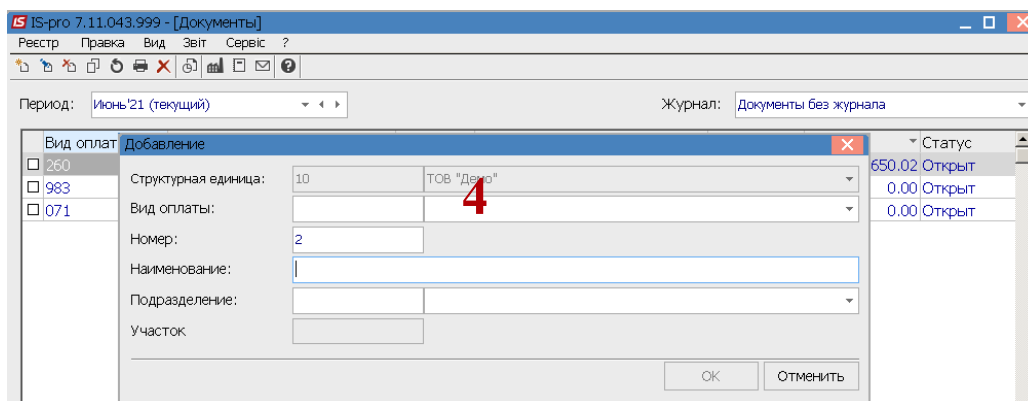 IS-pro 7.11.043.999 - [Документы]
Реєстр Правка Вид Звіт Сервіс ?
Период: Июнь'21 (текущий) Журнал: Документы без журнала
Вид оплат Добавление Статус
260 650.02 Открыт
983 0.00 Открыт
071 0.00 Открыт
Структурная единица: 10 ТОВ "Демо"
4
Вид оплаты:
Номер: 2
Наименование:
Подразделение:
Участок
OK Отменить